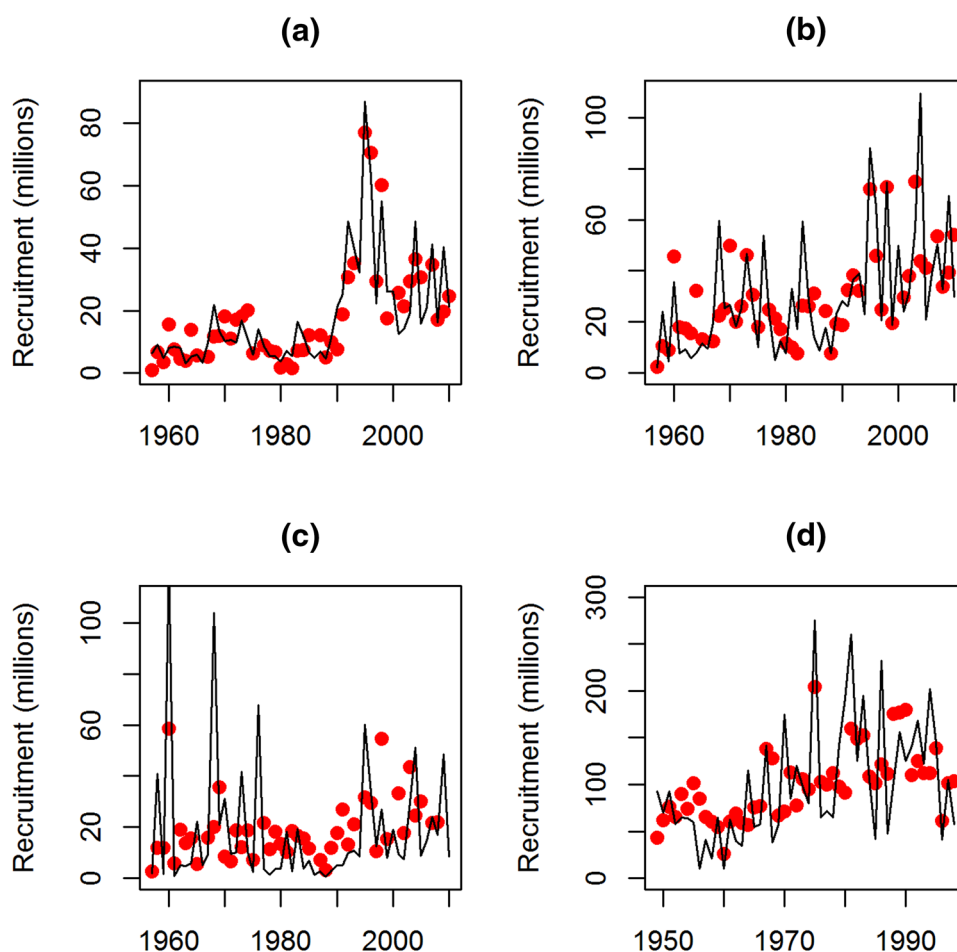 (a)
Recruitment (millions)
0 20 40 60 80
1960 1980 2000
(b)
Recruitment (millions)
0 20 60 100
1960 1980 2000
(c)
Recruitment (millions)
0 20 60 100
1960 1980 2000
(d)
Recruitment (millions)
0 100 200 300
1950 1970 1990